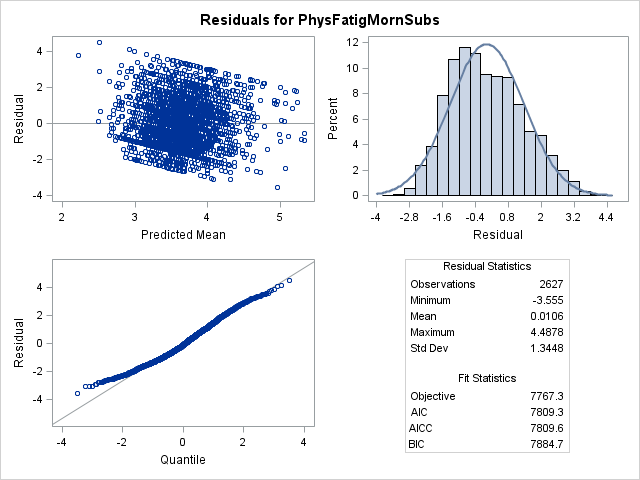 Residuals for PhysFatigMornSubs
4
2
0
-2
-4
Residual
2 3 4 5
Predicted Mean
12
10
8
6
4
2
0
Percent
-4 -2.8 -1.6 -0.4 0.8 2 3.2 4.4
Residual
4
2
0
-2
-4
Residual
-4 -2 0 2 4
Quantile
Residual Statistics
Observations 2627
Minimum -3.555
Mean 0.0106
Maximum 4.4878
Std Dev 1.3448
Fit Statistics
Objective 7767.3
AIC 7809.3
AICC 7809.6
BIC 7884.7